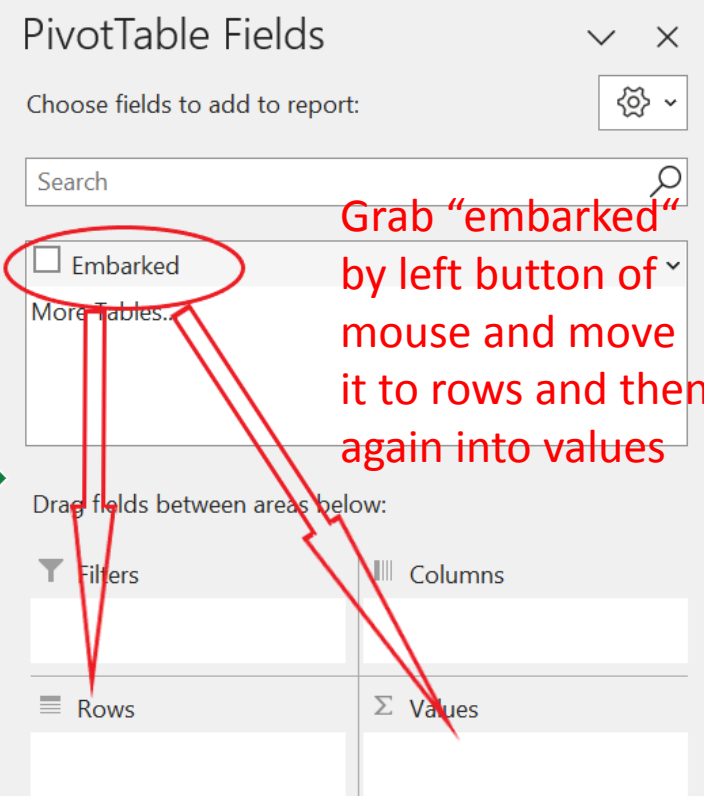 PivotTable Fields
Choose fields to add to report:
Search
Grab “embarked“
by left button of
mouse and move
it to rows and then
again into values
Embarked
More Tables...
Drag fields between areas below:
Filters
Columns
Rows
Σ Values